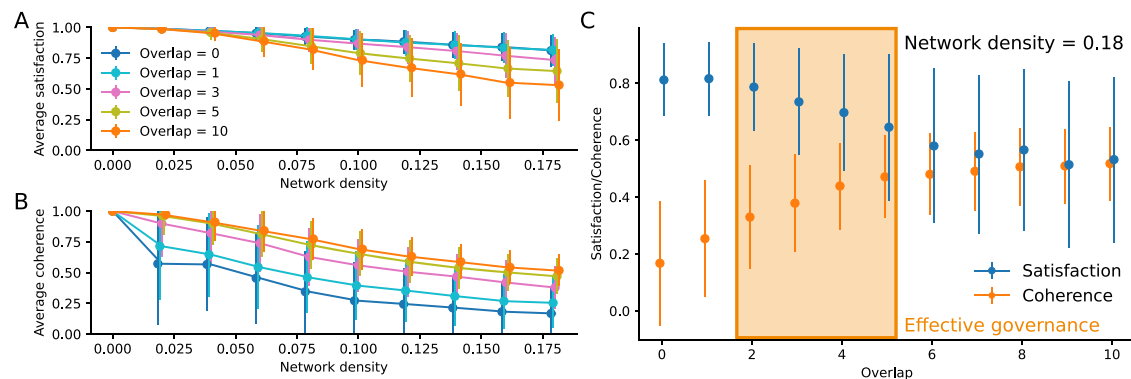 A
Average satisfaction
1.00
0.75
0.50
0.25
0.00
Overlap = 0
Overlap = 1
Overlap = 3
Overlap = 5
Overlap = 10
0.000 0.025 0.050 0.075 0.100 0.125 0.150 0.175
Network density
B
Average coherence
1.00
0.75
0.50
0.25
0.00
0.000 0.025 0.050 0.075 0.100 0.125 0.150 0.175
Network density
C
Satisfaction/Coherence
0.8
0.6
0.4
0.2
0.0
Network density = 0.18
Satisfaction
Coherence
Effective governance
0 2 4 6 8 10
Overlap